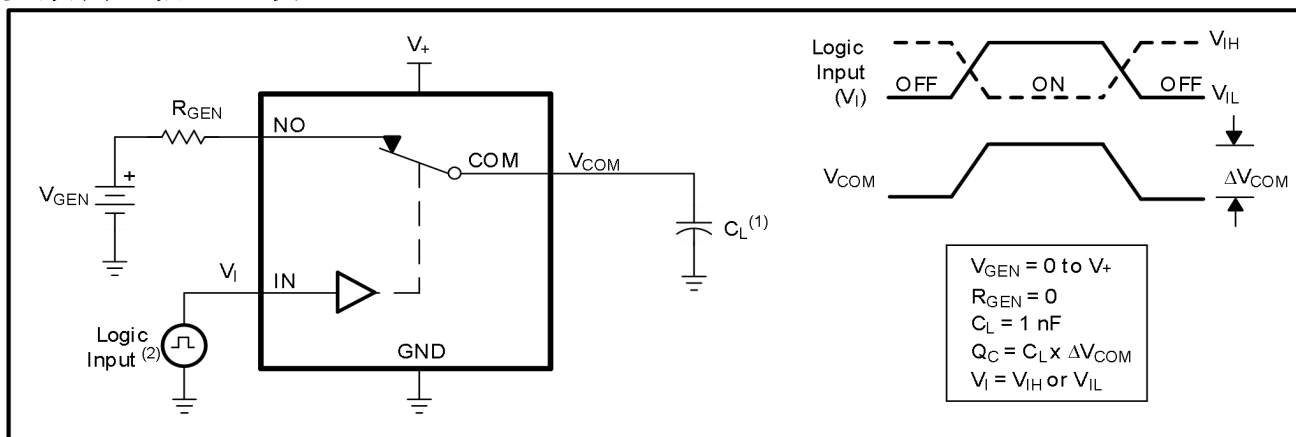 V+
RGEN
NO
COM
VCOM
VGEN
+
CL(1)
VI
IN
Logic
Input (2)
GND
Logic
Input
(VI)
OFF
ON
OFF
VIH
VIL
VCOM
ΔVCOM
VGEN = 0 to V+
RGEN = 0
CL = 1 nF
QC = CL x ΔVCOM
VI = VIH or VIL